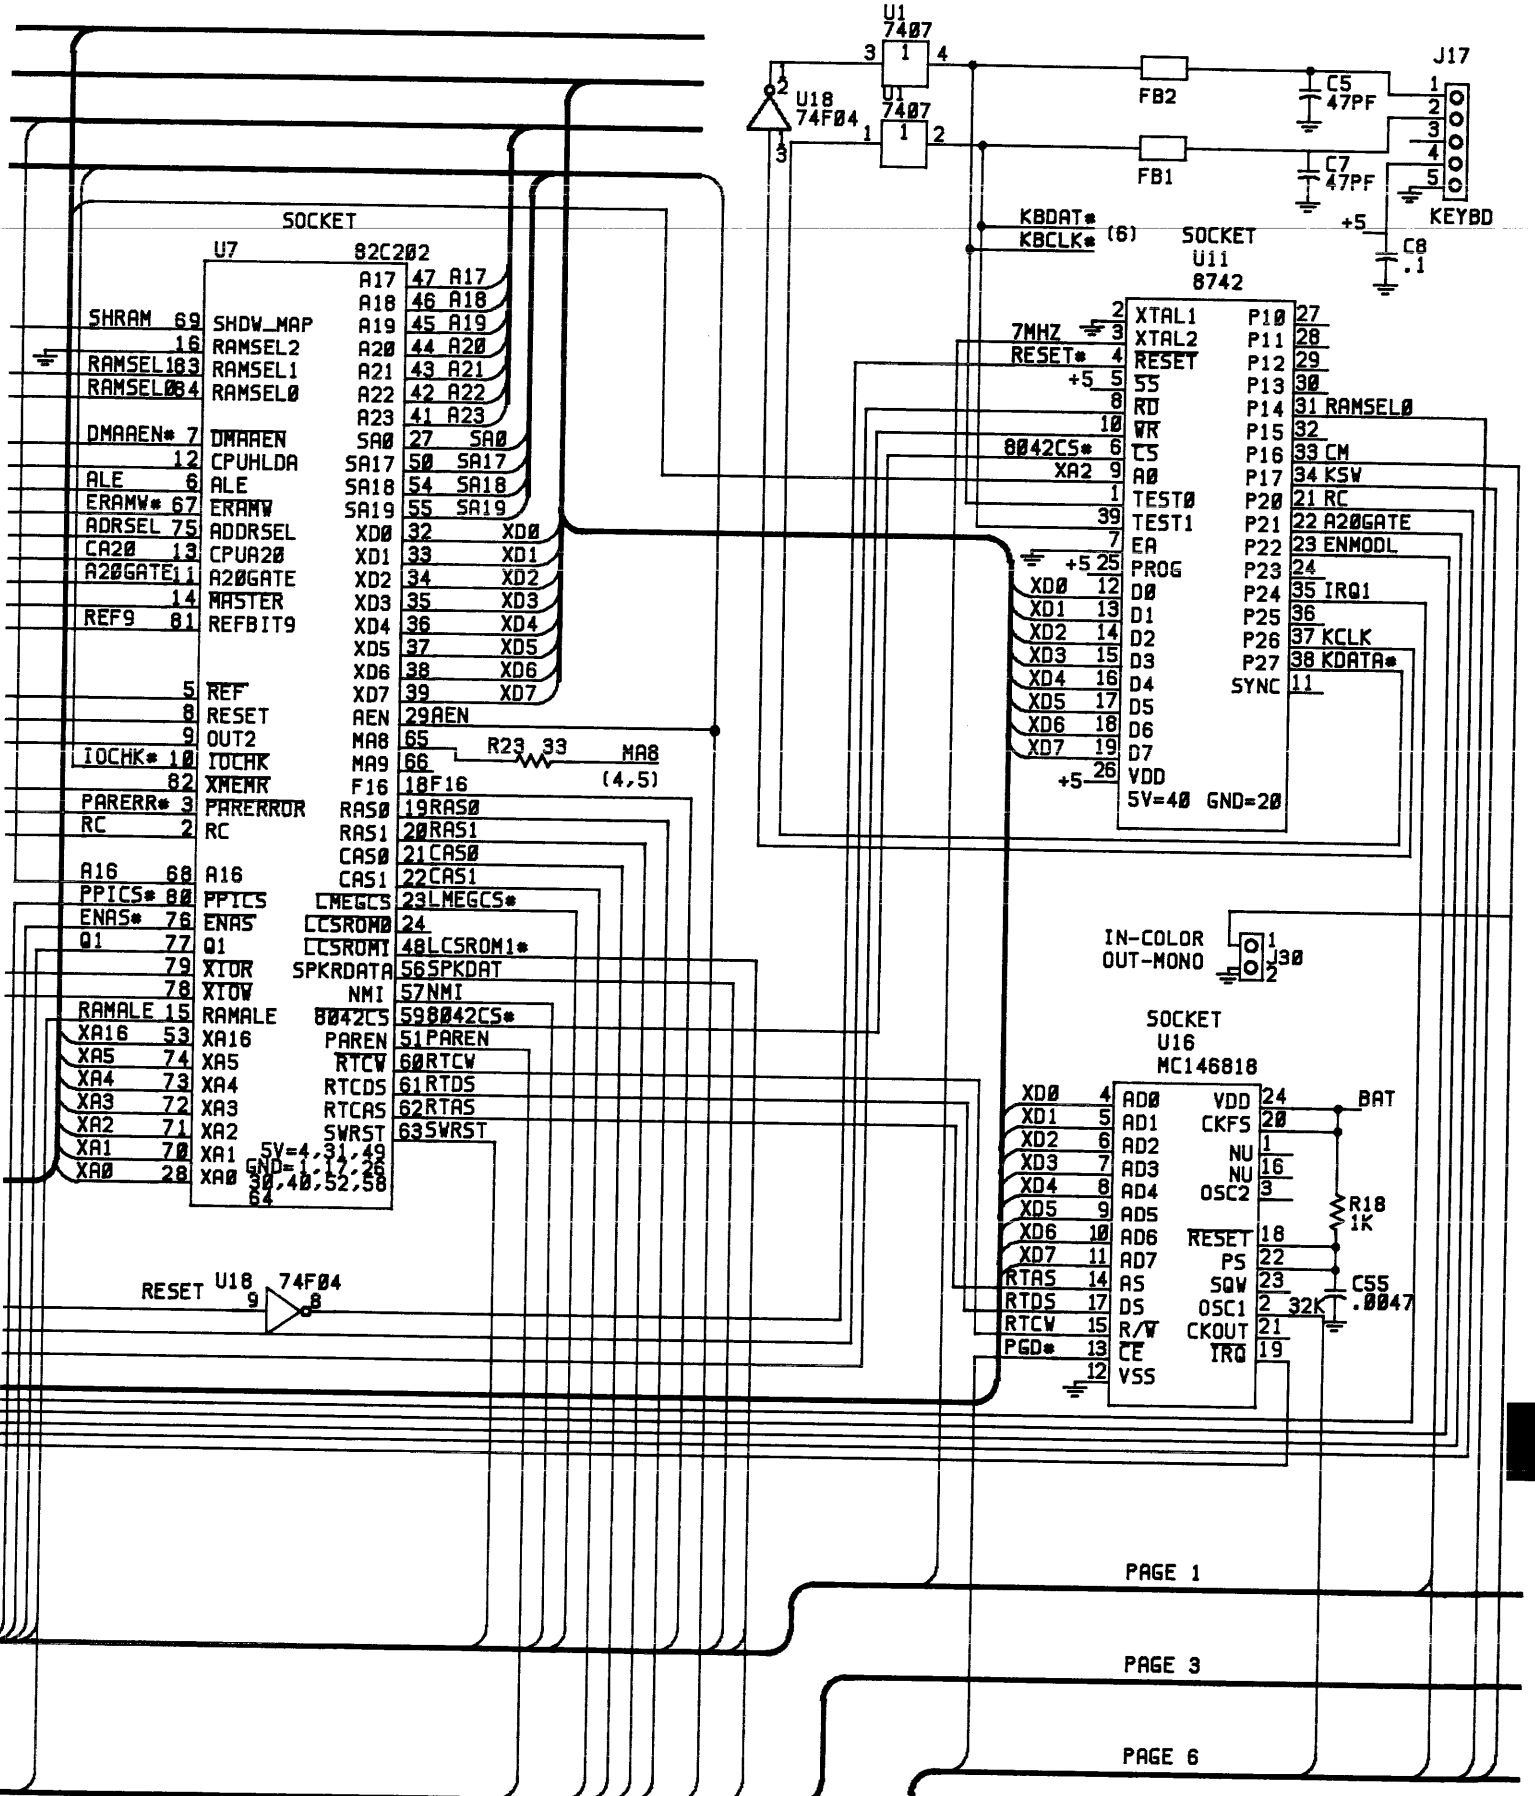 U1
7407
3 1 4
1
2
U18
74F04
1
3
U1
7407
1 1 2
FB2
FB1
C5
47PF
C7
47PF
J17
1
2
3
4
5
KEYBD
+5
C8
.1
KBDAT*
KBCLK* (6)
SOCKET
U7 82C202
SHRAM 69 SHDW_MAP
16 RAMSEL2
RAMSEL1 83 RAMSEL1
RAMSEL0 84 RAMSEL0
DMAAEN* 7 DMAAEN
12 CPUHLDA
ALE 6 ALE
ERAMW* 67 ERAMW
ADRSEL 75 ADDRSEL
CA20 13 CPUA20
A20GATE 11 A20GATE
14 MASTER
REF9 81 REFBIT9
5 REF
8 RESET
9 OUT2
IOCHK* 10 IOCHK
82 XMEMR
PARERR* 3 PARERROR
RC 2 RC
A16 68 A16
PPICS* 80 PPICS
ENAS* 76 ENAS
Q1 77 Q1
79 XIOR
78 XIOW
RAMALE 15 RAMALE
XA16 53 XA16
XA5 74 XA5
XA4 73 XA4
XA3 72 XA3
XA2 71 XA2
XA1 70 XA1
XA0 28 XA0
A17 47 A17
A18 46 A18
A19 45 A19
A20 44 A20
A21 43 A21
A22 42 A22
A23 41 A23
SA0 27 SA0
SA17 50 SA17
SA18 54 SA18
SA19 55 SA19
XD0 32 XD0
XD1 33 XD1
XD2 34 XD2
XD3 35 XD3
XD4 36 XD4
XD5 37 XD5
XD6 38 XD6
XD7 39 XD7
AEN 29 AEN
MA8 65
R23 33 MA8
(4,5)
MA9 66
F16 18 F16
RAS0 19 RAS0
RAS1 20 RAS1
CAS0 21 CAS0
CAS1 22 CAS1
LMEGCS 23 LMEGCS*
LCSROM0 24
LCSROM1 48 LCSROM1*
SPKRDATA 56 SPKDAT
NMI 57 NMI
8042CS 59 8042CS*
PAREN 51 PAREN
RTCW 60 RTCW
RTCDS 61 RTDS
RTCAS 62 RTAS
SWRST 63 SWRST
5V=4,31,49
GND=1,17,26
30,40,52,58
64
RESET U18 74F04
9 8
SOCKET
U11
8742
2 XTAL1
7MHZ 3 XTAL2
RESET* 4 RESET
+5 5 SS
8 RD
10 WR
8042CS* 6 CS
XA2 9 A0
1 TEST0
39 TEST1
7 EA
+5 25 PROG
XD0 12 D0
XD1 13 D1
XD2 14 D2
XD3 15 D3
XD4 16 D4
XD5 17 D5
XD6 18 D6
XD7 19 D7
+5 26 VDD
5V=40 GND=20
P10 27
P11 28
P12 29
P13 30
P14 31 RAMSEL0
P15 32
P16 33 CM
P17 34 KSW
P20 21 RC
P21 22 A20GATE
P22 23 ENMODL
P23 24
P24 35 IRQ1
P25 36
P26 37 KCLK
P27 38 KDATA*
SYNC 11
IN-COLOR
OUT-MONO
1
J30
2
SOCKET
U16
MC146818
XD0 4 AD0
XD1 5 AD1
XD2 6 AD2
XD3 7 AD3
XD4 8 AD4
XD5 9 AD5
XD6 10 AD6
XD7 11 AD7
RTAS 14 AS
RTDS 17 DS
RTCW 15 R/W
PGD* 13 CE
12 VSS
VDD 24 BAT
CKFS 20
NU 1
NU 16
OSC2 3
R18
1K
RESET 18
PS 22
SQW 23
OSC1 2 32K
CKOUT 21
IRQ 19
C55
.0047
PAGE 1
PAGE 3
PAGE 6